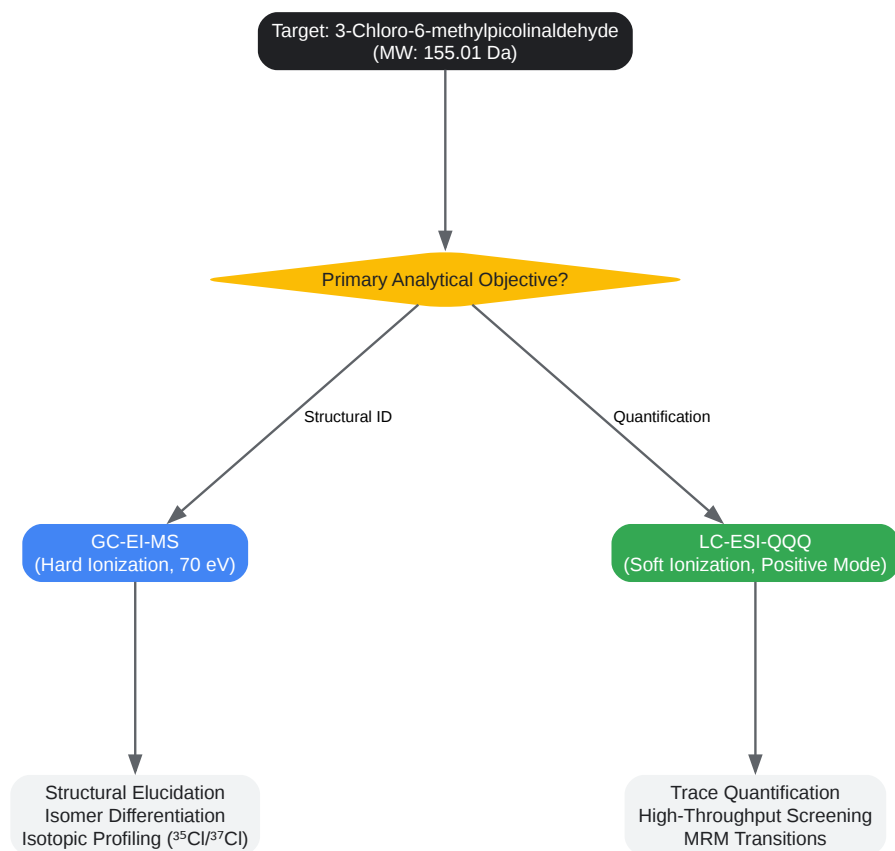 Target: 3-Chloro-6-methylpicolinaldehyde
(MW: 155.01 Da)
Primary Analytical Objective?
Structural ID
Quantification
GC-EI-MS
(Hard Ionization, 70 eV)
LC-ESI-QQQ
(Soft Ionization, Positive Mode)
Structural Elucidation
Isomer Differentiation
Isotopic Profiling (³⁵Cl/³⁷Cl)
Trace Quantification
High-Throughput Screening
MRM Transitions